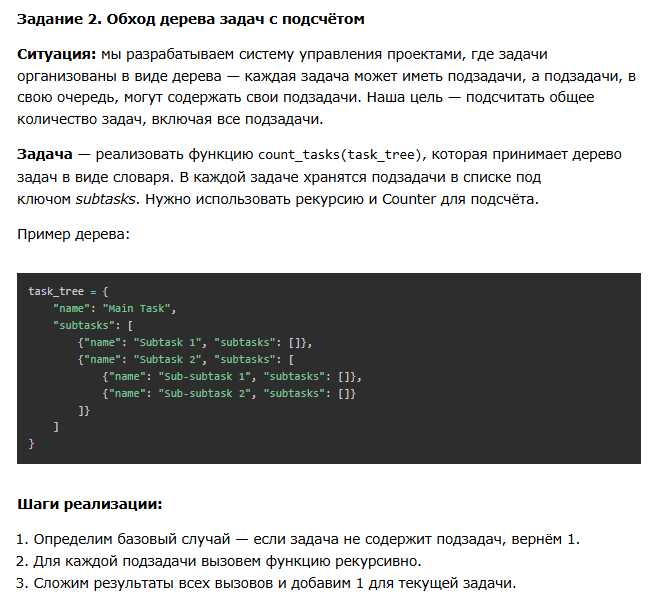 Задание 2. Обход дерева задач с подсчётом
Ситуация: мы разрабатываем систему управления проектами, где задачи
организованы в виде дерева — каждая задача может иметь подзадачи, а подзадачи, в
свою очередь, могут содержать свои подзадачи. Наша цель — подсчитать общее
количество задач, включая все подзадачи.
Задача — реализовать функцию count_tasks(task_tree), которая принимает дерево
задач в виде словаря. В каждой задаче хранятся подзадачи в списке под
ключом subtasks. Нужно использовать рекурсию и Counter для подсчёта.
Пример дерева:
task_tree = {
    "name": "Main Task",
    "subtasks": [
        {"name": "Subtask 1", "subtasks": []},
        {"name": "Subtask 2", "subtasks": [
            {"name": "Sub-subtask 1", "subtasks": []},
            {"name": "Sub-subtask 2", "subtasks": []}
        ]}
    ]
}
Шаги реализации:
1. Определим базовый случай — если задача не содержит подзадач, вернём 1.
2. Для каждой подзадачи вызовем функцию рекурсивно.
3. Сложим результаты всех вызовов и добавим 1 для текущей задачи.